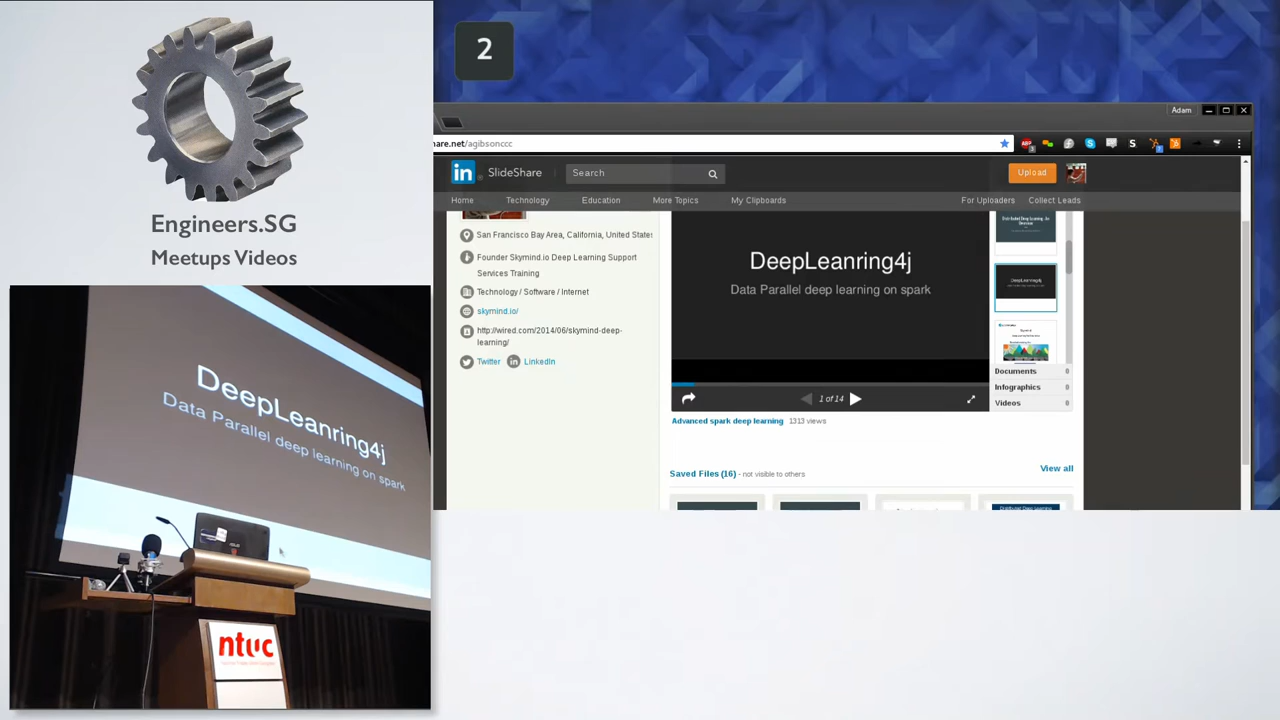 Engineers.SG
Meetups Videos
DeepLeanring4j
Data Parallel deep learning on spark
ntuc
2
Adam
are.net/agibsonccc
in SlideShare
Search
Upload
Home
Technology
Education
More Topics
My Clipboards
For Uploaders
Collect Leads
San Francisco Bay Area, California, United States
Founder Skymind.io Deep Learning Support
Services Training
Technology / Software / Internet
skymind.io/
http://wired.com/2014/06/skymind-deep-
learning/
Twitter
LinkedIn
DeepLeanring4j
Data Parallel deep learning on spark
1 of 14
Documents 0
Infographics 0
Videos 0
Advanced spark deep learning 1313 views
Saved Files (16) - not visible to others
View all